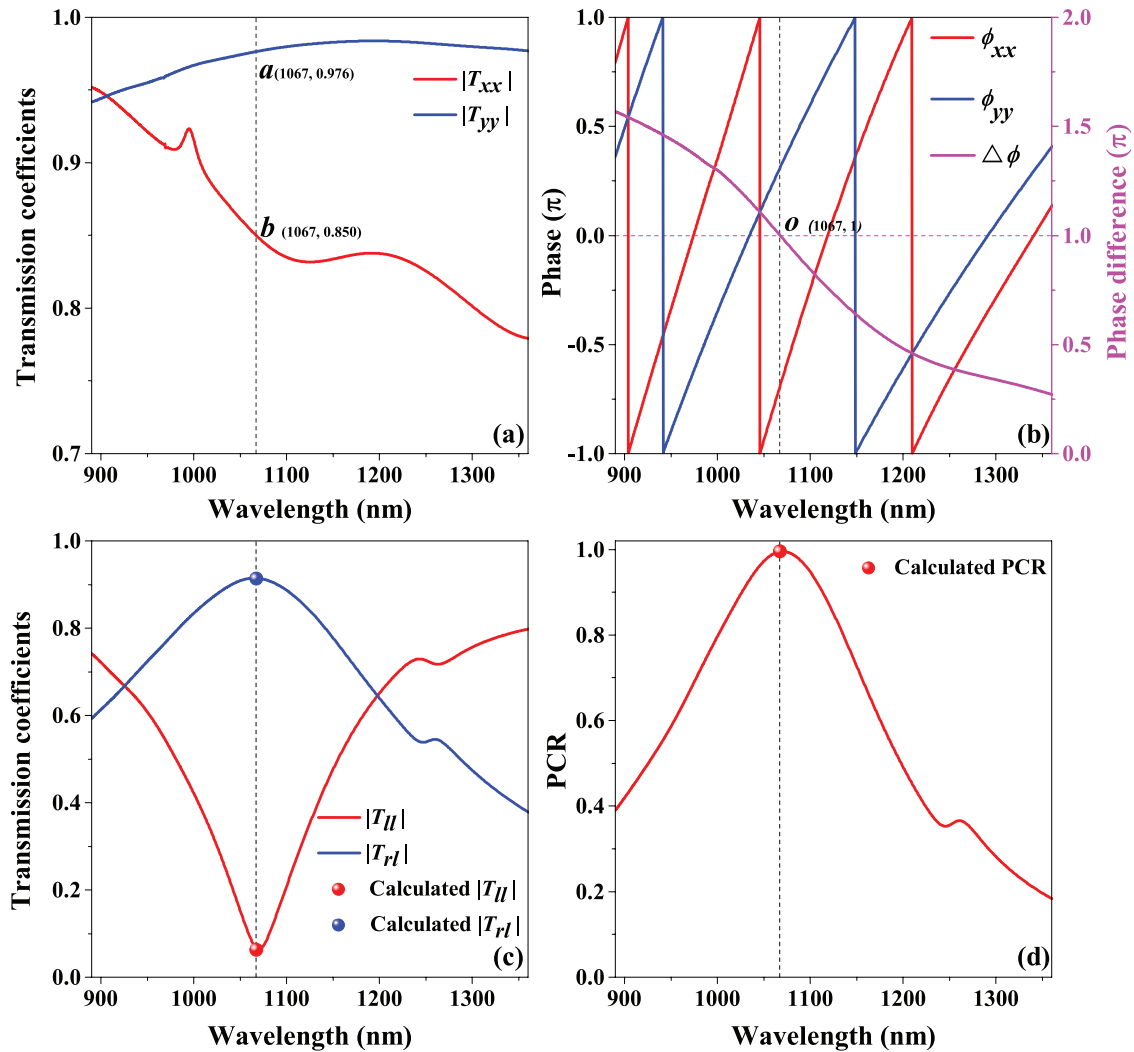 1.0
0.9
0.8
0.7
Transmission coefficients
a(1067, 0.976)
|Txx|
|Tyy|
b (1067, 0.850)
(a)
900 1000 1100 1200 1300
Wavelength (nm)
1.0
0.5
0.0
-0.5
-1.0
Phase (π)
ϕxx
ϕyy
△ ϕ
o (1067, 1)
(b)
2.0
1.5
1.0
0.5
0.0
Phase difference (π)
900 1000 1100 1200 1300
Wavelength (nm)
1.0
0.8
0.6
0.4
0.2
0.0
Transmission coefficients
|Tll|
|Trl|
Calculated |Tll|
Calculated |Trl|
(c)
900 1000 1100 1200 1300
Wavelength (nm)
1.0
0.8
0.6
0.4
0.2
0.0
PCR
Calculated PCR
(d)
900 1000 1100 1200 1300
Wavelength (nm)